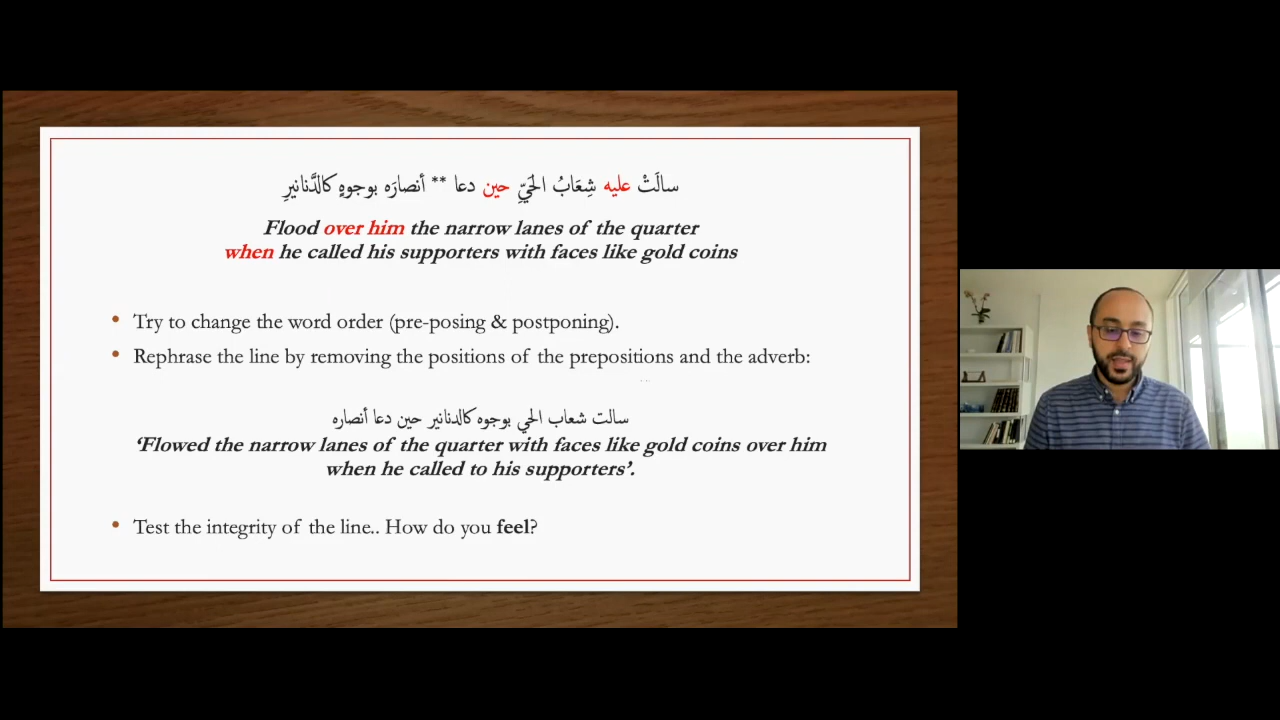 سالَتْ عليه شِعَابُ الحَيِّ حين دعا ** أنصارَه بوجوهٍ كالدَّنانيرِ
Flood over him the narrow lanes of the quarter
when he called his supporters with faces like gold coins
• Try to change the word order (pre-posing & postponing).
• Rephrase the line by removing the positions of the prepositions and the adverb:
سالت شعاب الحي بوجوه كالدنانير حين دعا أنصاره
‘Flowed the narrow lanes of the quarter with faces like gold coins over him
when he called to his supporters’.
• Test the integrity of the line.. How do you feel?